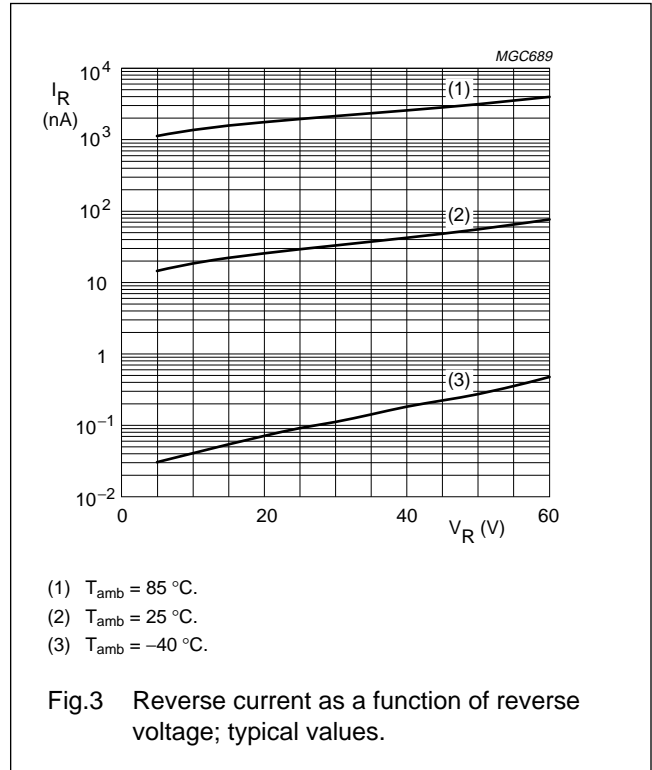 MGC689
I_R
(nA)
10^4
10^3
10^2
10
1
10^−1
10^−2
(1)
(2)
(3)
0 20 40 60
V_R (V)
(1) T_amb = 85 °C.
(2) T_amb = 25 °C.
(3) T_amb = −40 °C.
Fig.3 Reverse current as a function of reverse
voltage; typical values.